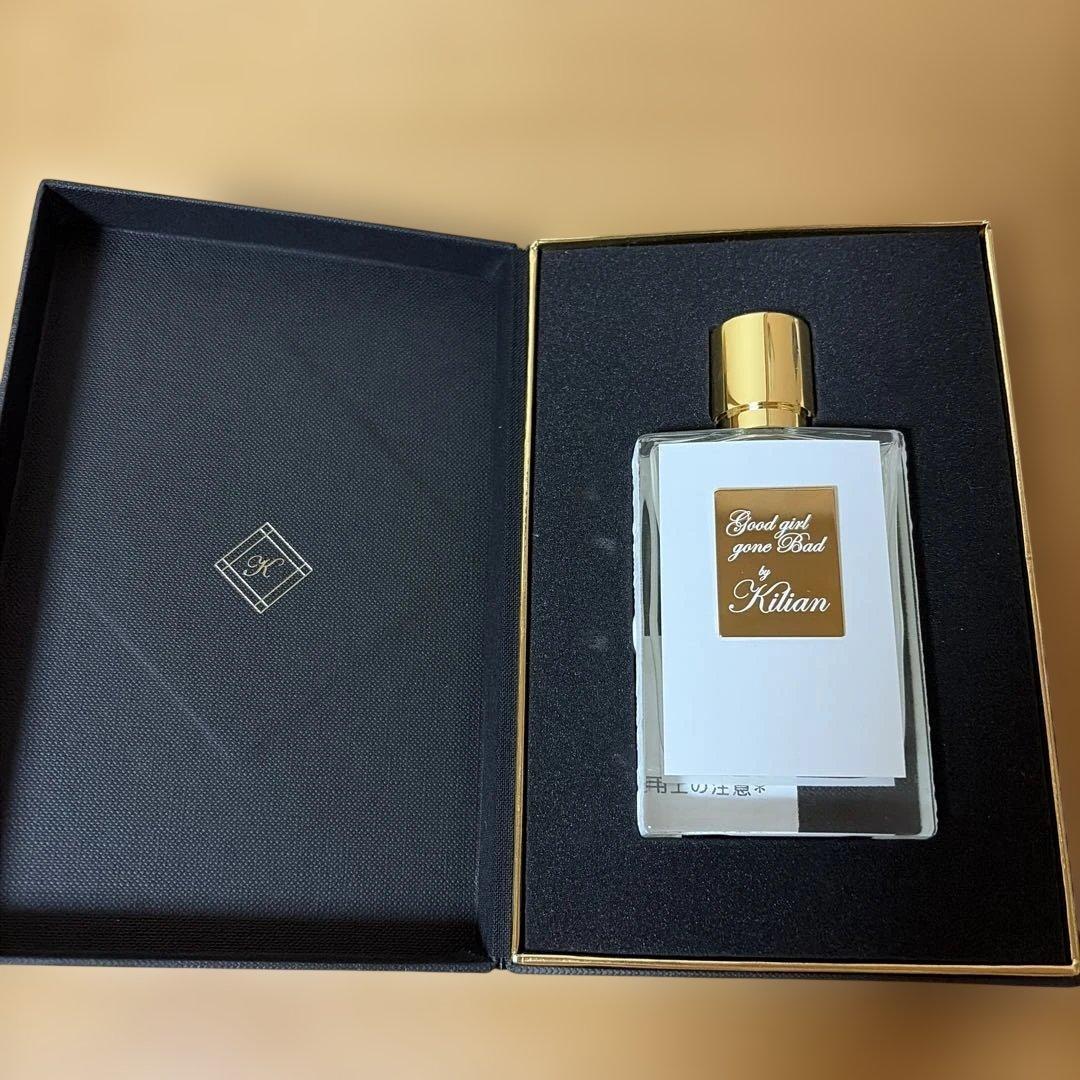 K
Good girl
gone Bad
by
Kilian
用上の注意*